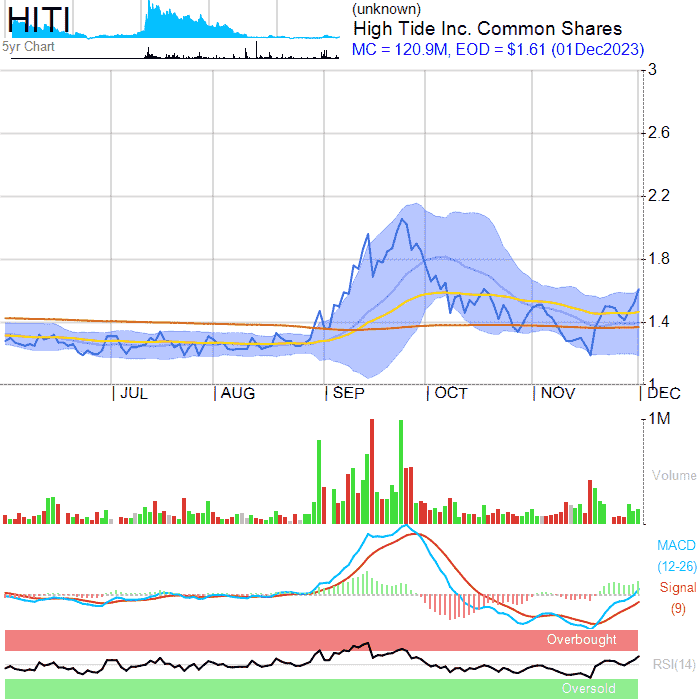 HITI
5yr Chart
(unknown)
High Tide Inc. Common Shares
MC = 120.9M, EOD = $1.61 (01Dec2023)
3
2.6
2.2
1.8
1.4
1
JUL AUG SEP OCT NOV DEC
1M
Volume
MACD
(12-26)
Signal
(9)
Overbought
RSI(14)
Oversold